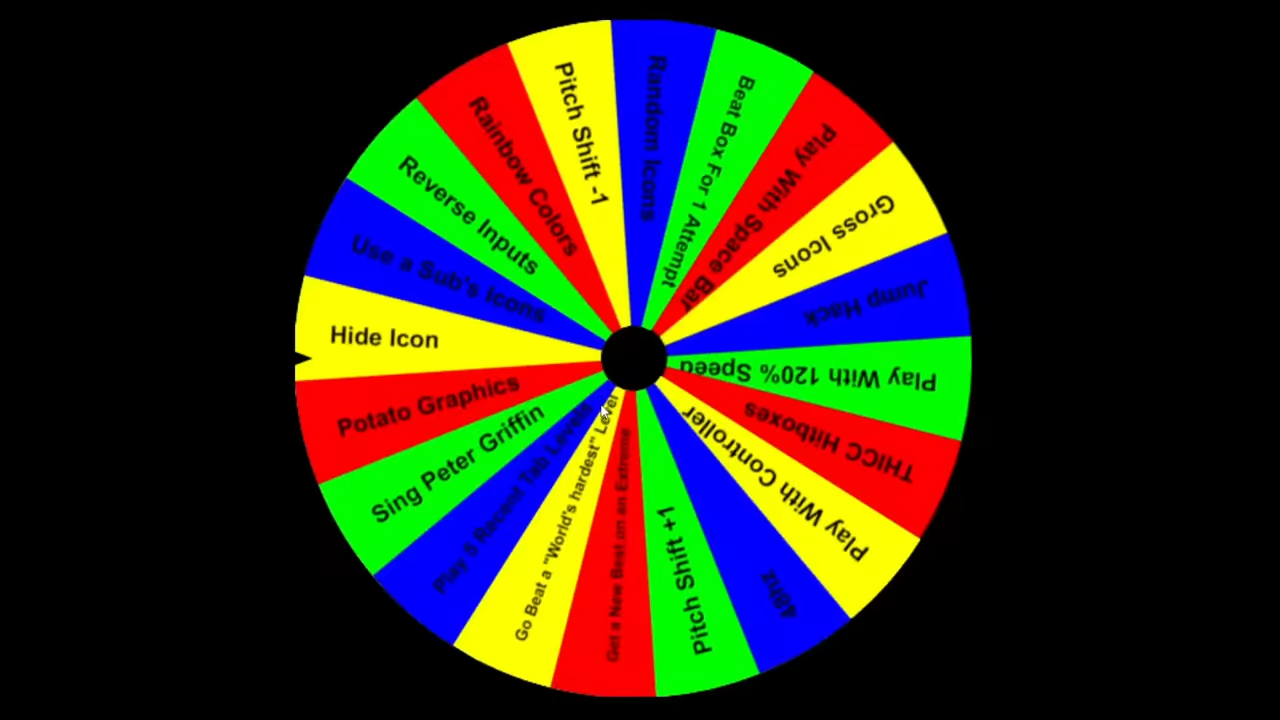 Random Icons
Beat Box For 1 Attempt
Play With Space Bar
Gross Icons
Jump Hack
Play With 120% Speed
THICC Hitboxes
Play With Controller
48hz
Pitch Shift +1
Get a New Best on an Extreme
Go Beat a "World's hardest" Level
Play 5 Recent Tab Levels
Sing Peter Griffin
Potato Graphics
Hide Icon
Use a Sub's Icons
Reverse Inputs
Rainbow Colors
Pitch Shift -1